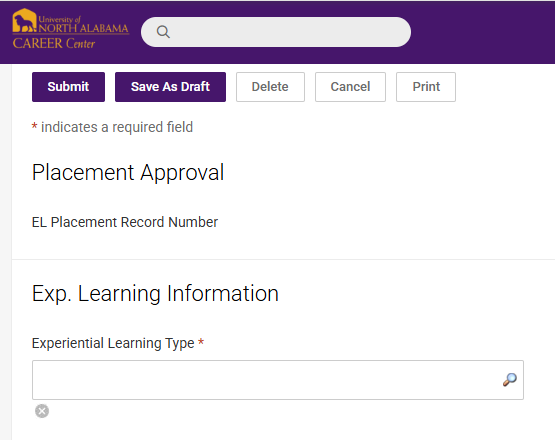 University of
NORTH ALABAMA
CAREER Center
Submit Save As Draft Delete Cancel Print
* indicates a required field
Placement Approval
EL Placement Record Number
Exp. Learning Information
Experiential Learning Type *